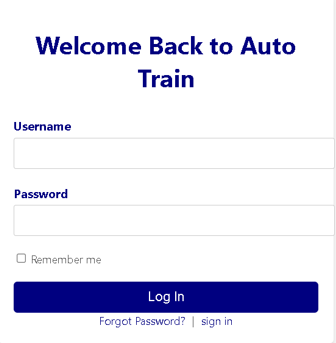 Welcome Back to Auto
Train
Username
Password
Remember me
Log In
Forgot Password? | sign in